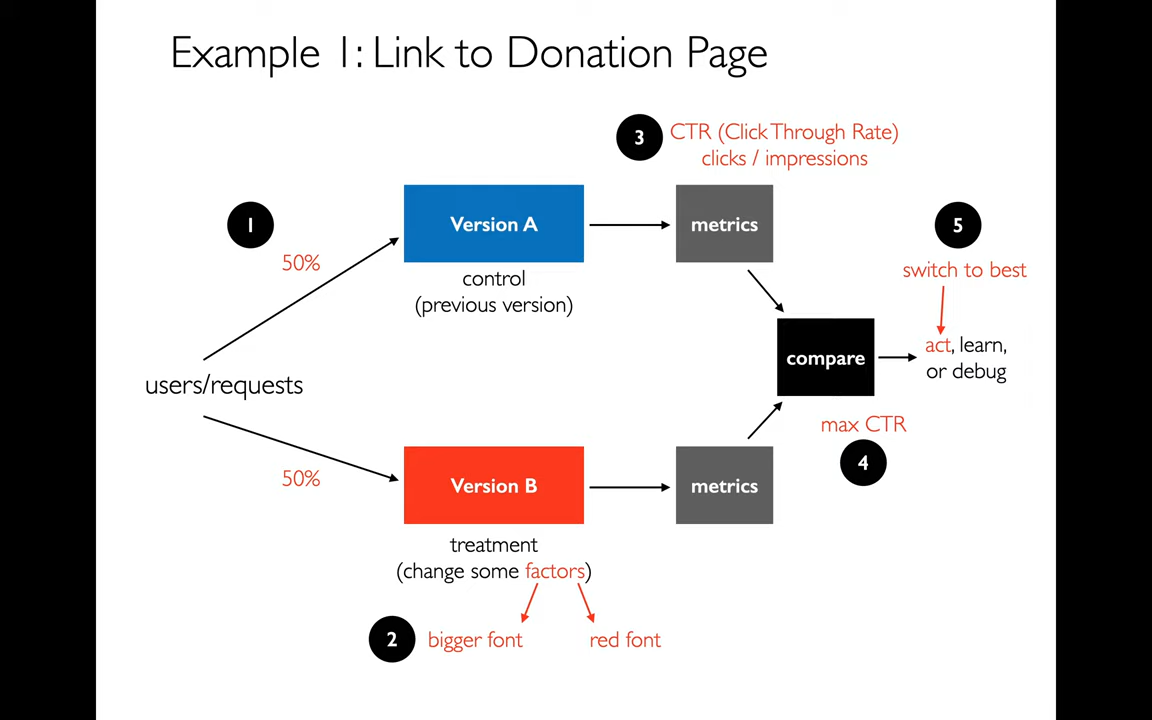 Example 1: Link to Donation Page
3
CTR (Click Through Rate)
clicks / impressions
1
50%
Version A
metrics
5
control
(previous version)
switch to best
users/requests
compare
act, learn,
or debug
max CTR
4
50%
Version B
metrics
treatment
(change some factors)
2
bigger font
red font